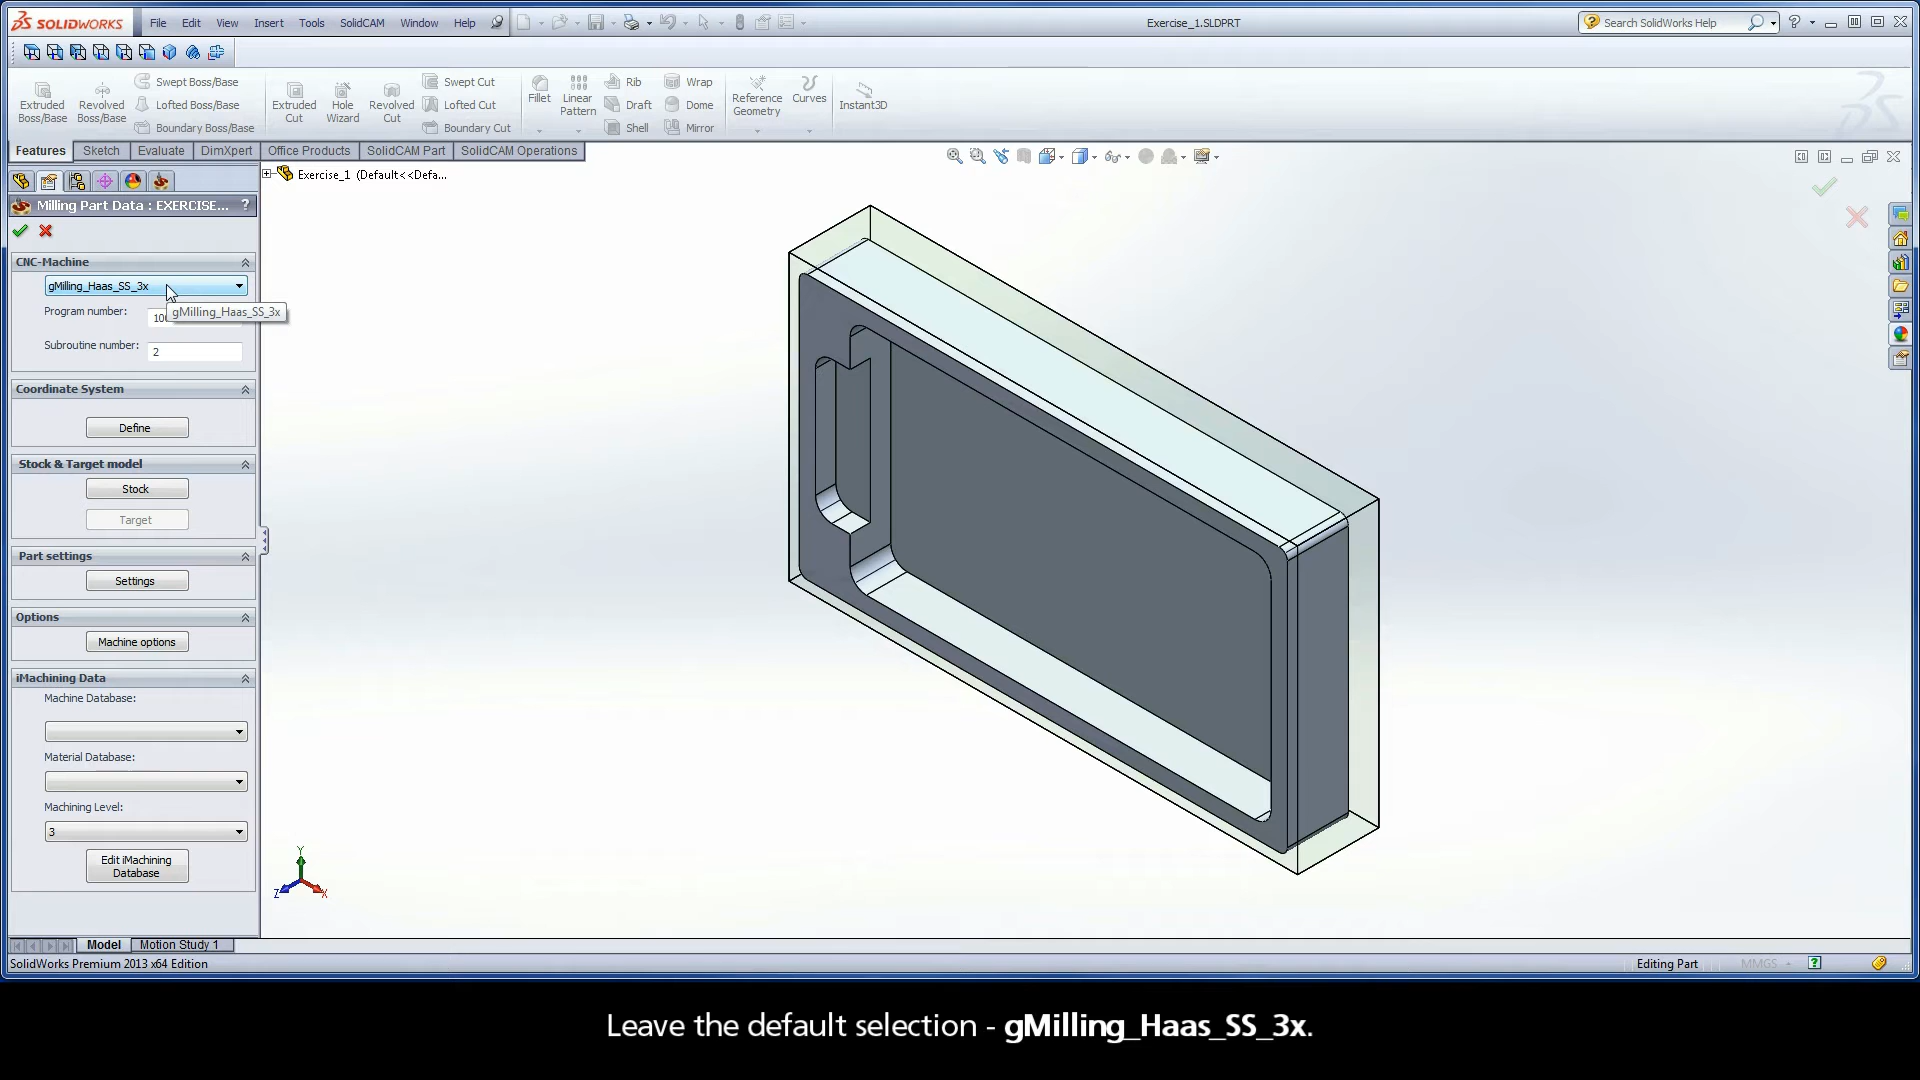 SOLIDWORKS File Edit View Insert Tools SolidCAM Window Help Exercise_1.SLDPRT Search SolidWorks Help
Extruded Boss/Base
Revolved Boss/Base
Swept Boss/Base
Lofted Boss/Base
Boundary Boss/Base
Extruded Cut
Hole Wizard
Revolved Cut
Swept Cut
Lofted Cut
Boundary Cut
Fillet
Linear Pattern
Rib
Draft
Shell
Wrap
Dome
Mirror
Reference Geometry
Curves
Instant3D
Features Sketch Evaluate DimXpert Office Products SolidCAM Part SolidCAM Operations
Exercise_1 (Default<<Defa...
Milling Part Data : EXERCISE... ?
CNC-Machine
gMilling_Haas_SS_3x
gMilling_Haas_SS_3x
Program number:
Subroutine number: 2
Coordinate System
Define
Stock & Target model
Stock
Target
Part settings
Settings
Options
Machine options
iMachining Data
Machine Database:
Material Database:
Machining Level:
3
Edit iMachining
Database
Y
Z X
Model Motion Study 1
SolidWorks Premium 2013 x64 Edition Editing Part MMGS
Leave the default selection - gMilling_Haas_SS_3x.